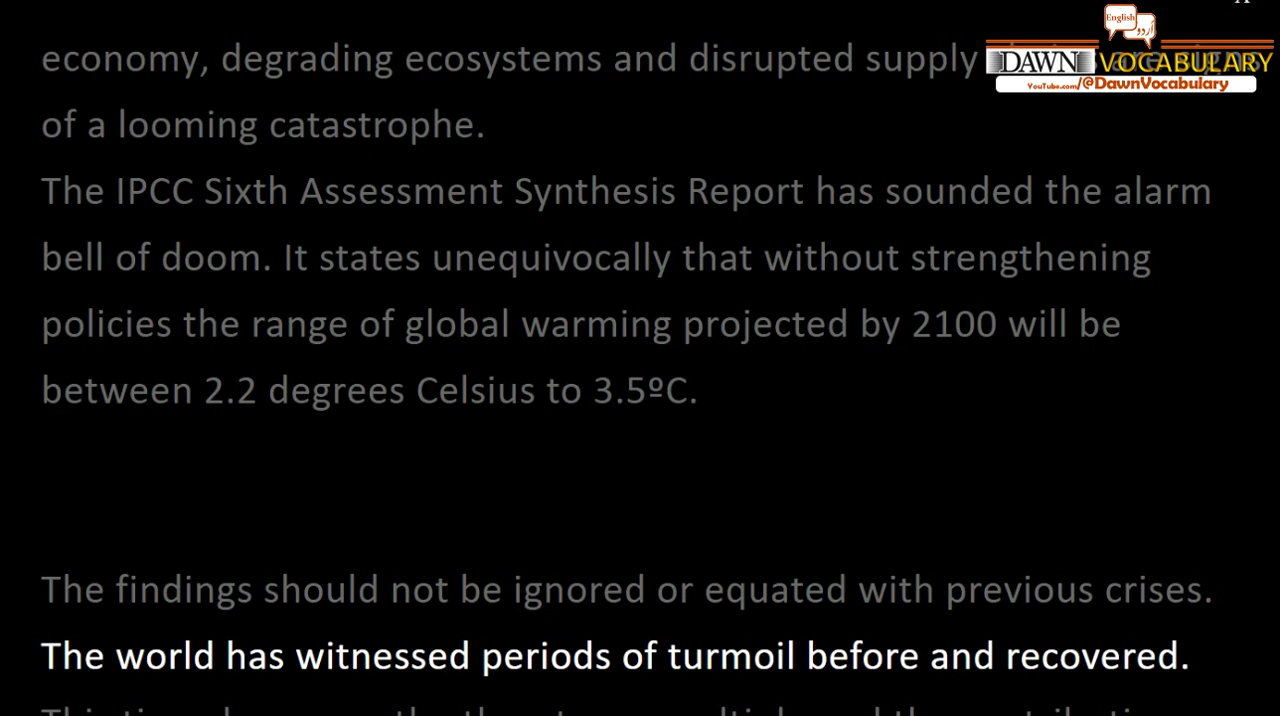 English
اردو
DAWN VOCABULARY
YouTube.com/@DawnVocabulary
economy, degrading ecosystems and disrupted supply
of a looming catastrophe.
The IPCC Sixth Assessment Synthesis Report has sounded the alarm
bell of doom. It states unequivocally that without strengthening
policies the range of global warming projected by 2100 will be
between 2.2 degrees Celsius to 3.5ºC.
The findings should not be ignored or equated with previous crises.
The world has witnessed periods of turmoil before and recovered.